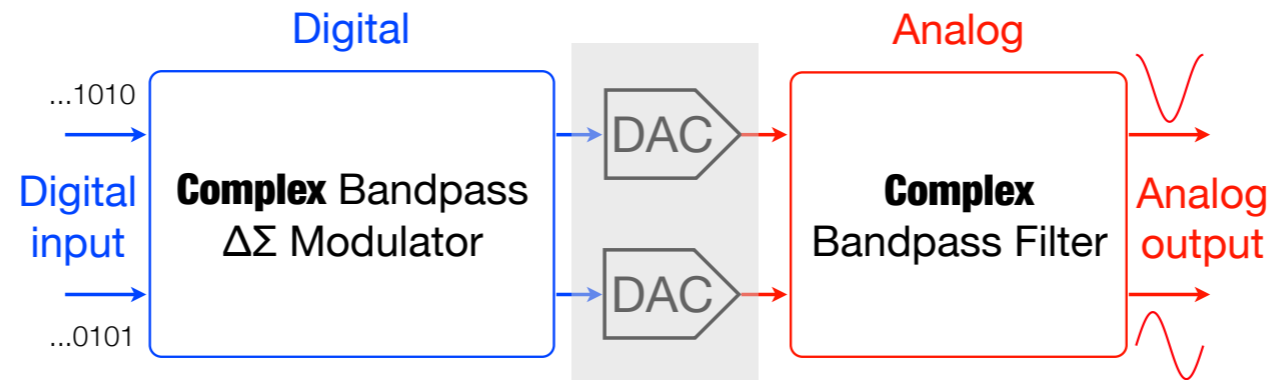 Digital
Analog
...1010
DAC
Digital
input
Complex Bandpass
ΔΣ Modulator
Complex
Bandpass Filter
Analog
output
DAC
...0101